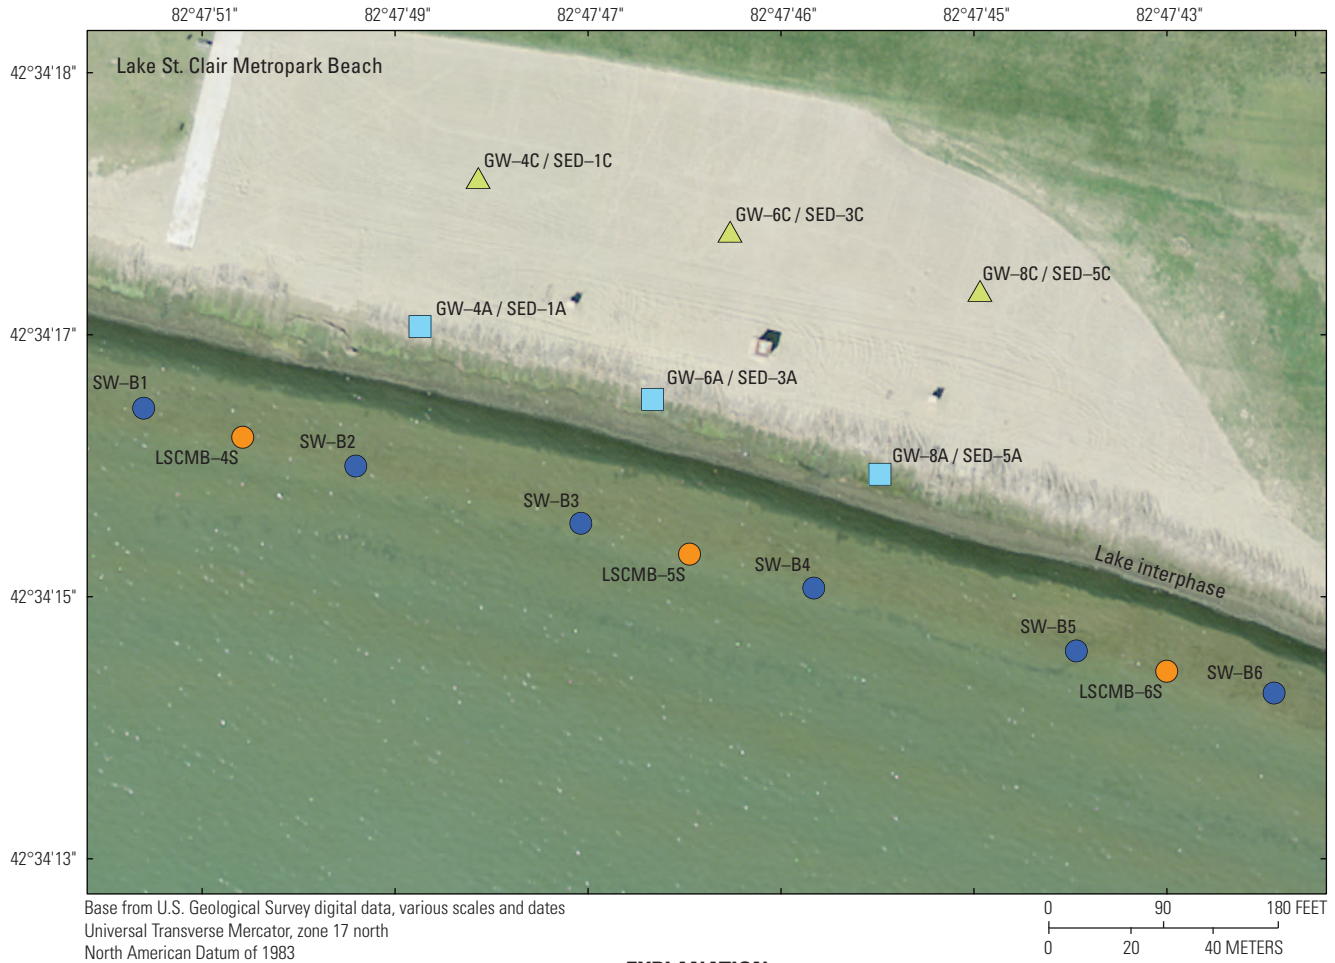 82°47'51" 82°47'49" 82°47'47" 82°47'46" 82°47'45" 82°47'43"
42°34'18"
Lake St. Clair Metropark Beach
GW–4C / SED–1C
GW–6C / SED–3C
GW–8C / SED–5C
GW–4A / SED–1A
42°34'17"
GW–6A / SED–3A
SW–B1
SW–B2
LSCMB–4S
GW–8A / SED–5A
SW–B3
Lake interphase
SW–B4
LSCMB–5S
42°34'15"
SW–B5
SW–B6
LSCMB–6S
42°34'13"
Base from U.S. Geological Survey digital data, various scales and dates
Universal Transverse Mercator, zone 17 north
North American Datum of 1983
0 90 180 FEET
0 20 40 METERS
EXPLANATION